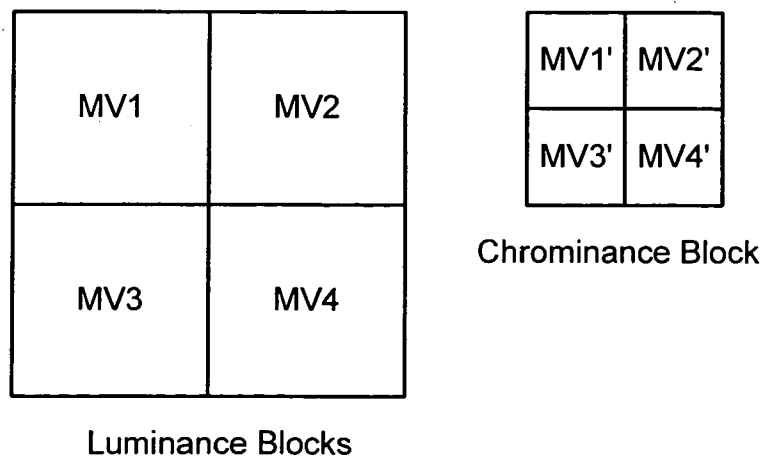 MV1 MV2
MV3 MV4
Luminance Blocks
MV1' MV2'
MV3' MV4'
Chrominance Block